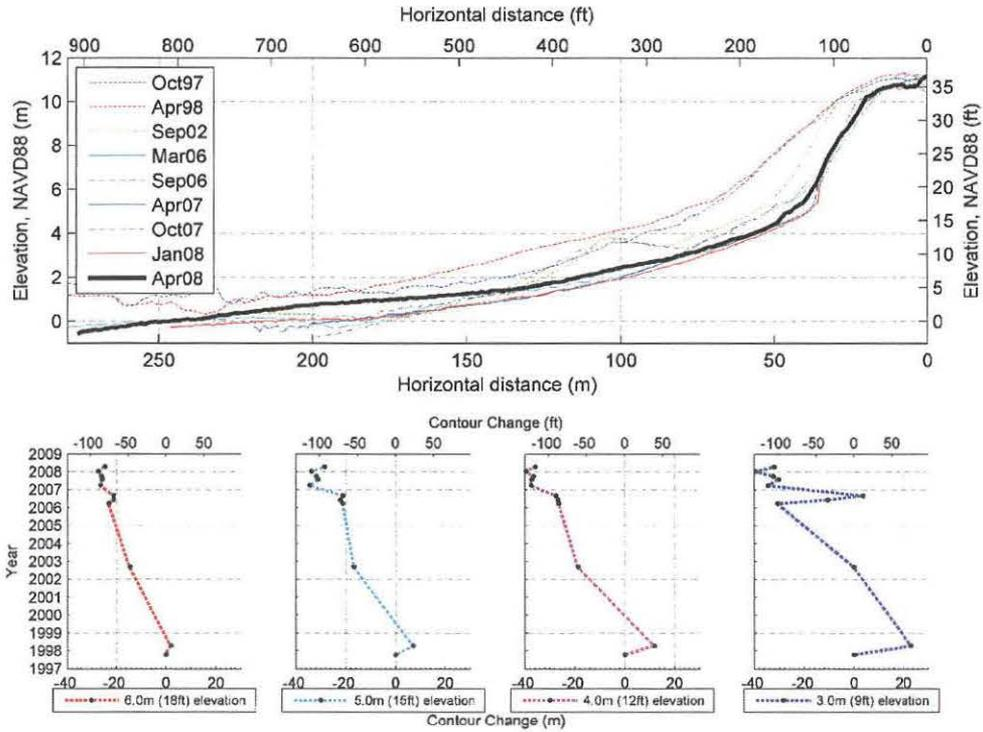 Horizontal distance (ft)
900 800 700 600 500 400 300 200 100 0
12
10
8
6
4
2
0
Elevation, NAVD88 (m)
Oct97
Apr98
Sep02
Mar06
Sep06
Apr07
Oct07
Jan08
Apr08
35
30
25
20
15
10
5
0
Elevation, NAVD88 (ft)
250 200 150 100 50 0
Horizontal distance (m)
Contour Change (ft)
-100 -50 0 50 -100 -50 0 50 -100 -50 0 50 -100 -50 0 50
2009
2008
2007
2006
2005
2003
2002
2000
1999
1998
1997
Year
-40 -20 0 20 -40 -20 0 20 -40 -20 0 20 -40 -20 0 20
6.0m (18ft) elevation 5.0m (15ft) elevation 4.0m (12ft) elevation 3.0m (9ft) elevation
Contour Change (m)